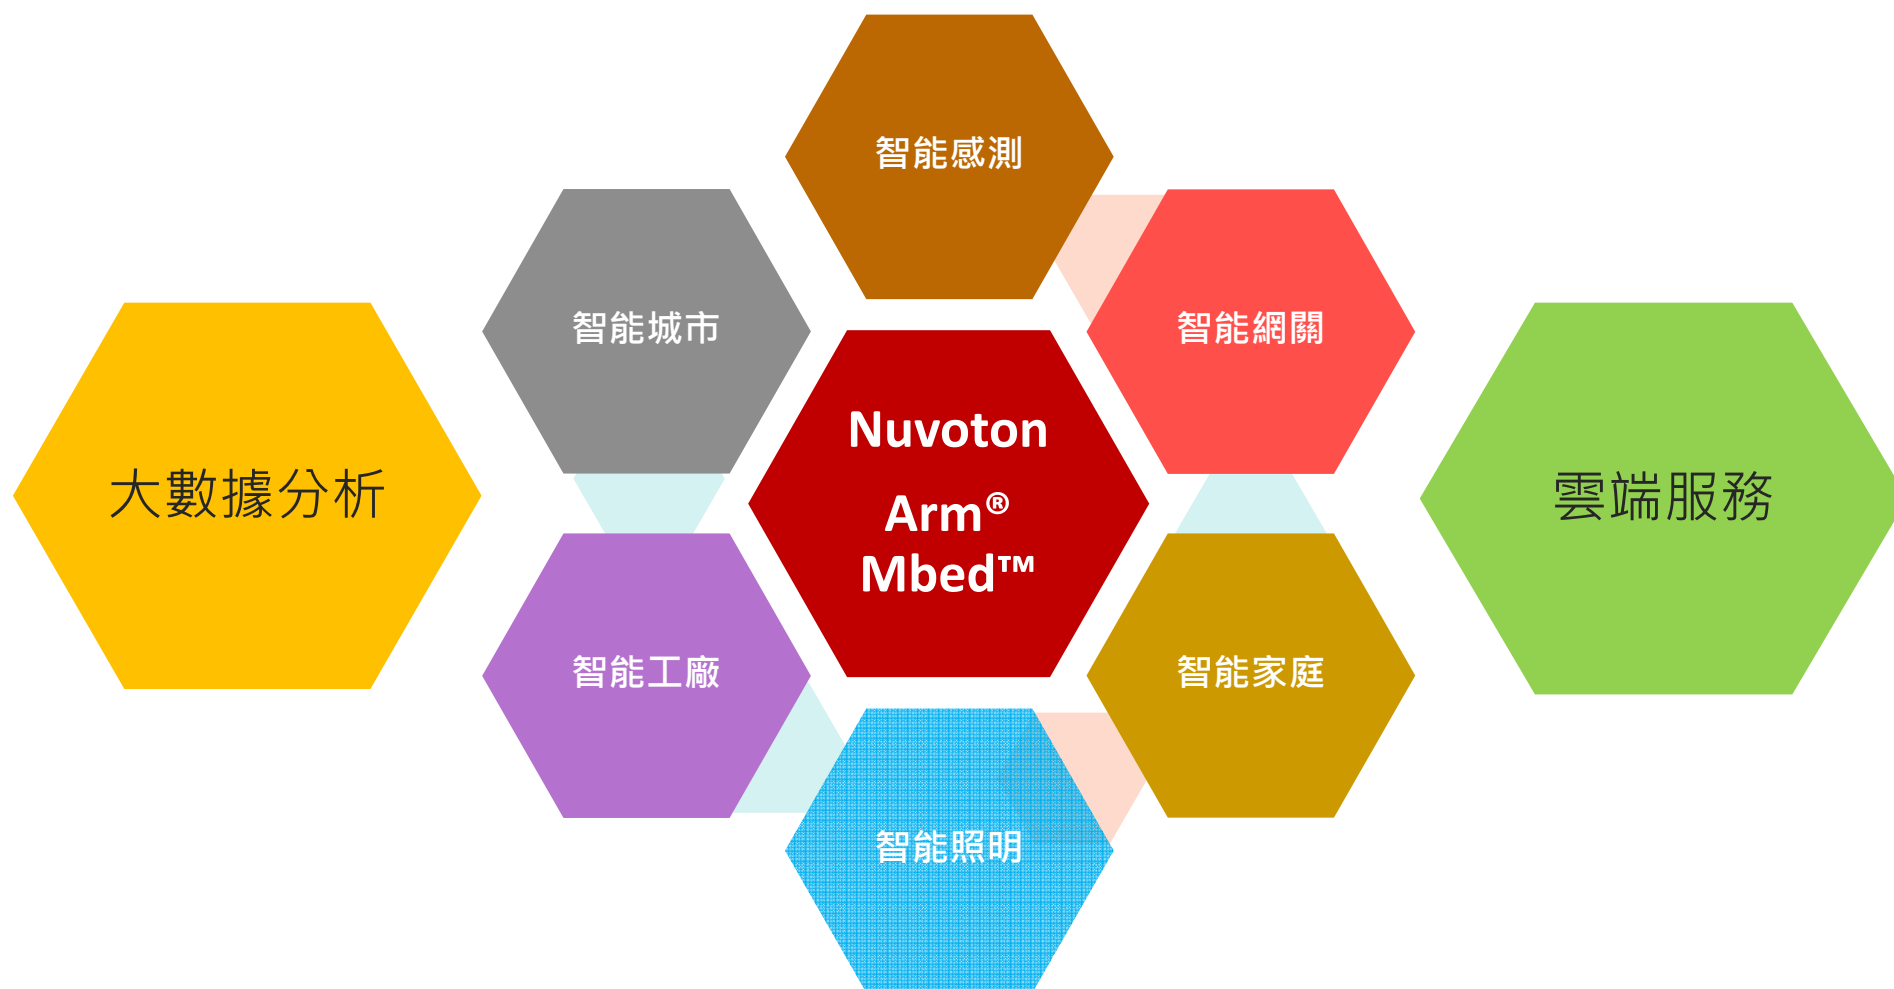 智能感測
智能城市
智能網關
大數據分析
Nuvoton
Arm®
Mbed™
雲端服務
智能工廠
智能家庭
智能照明